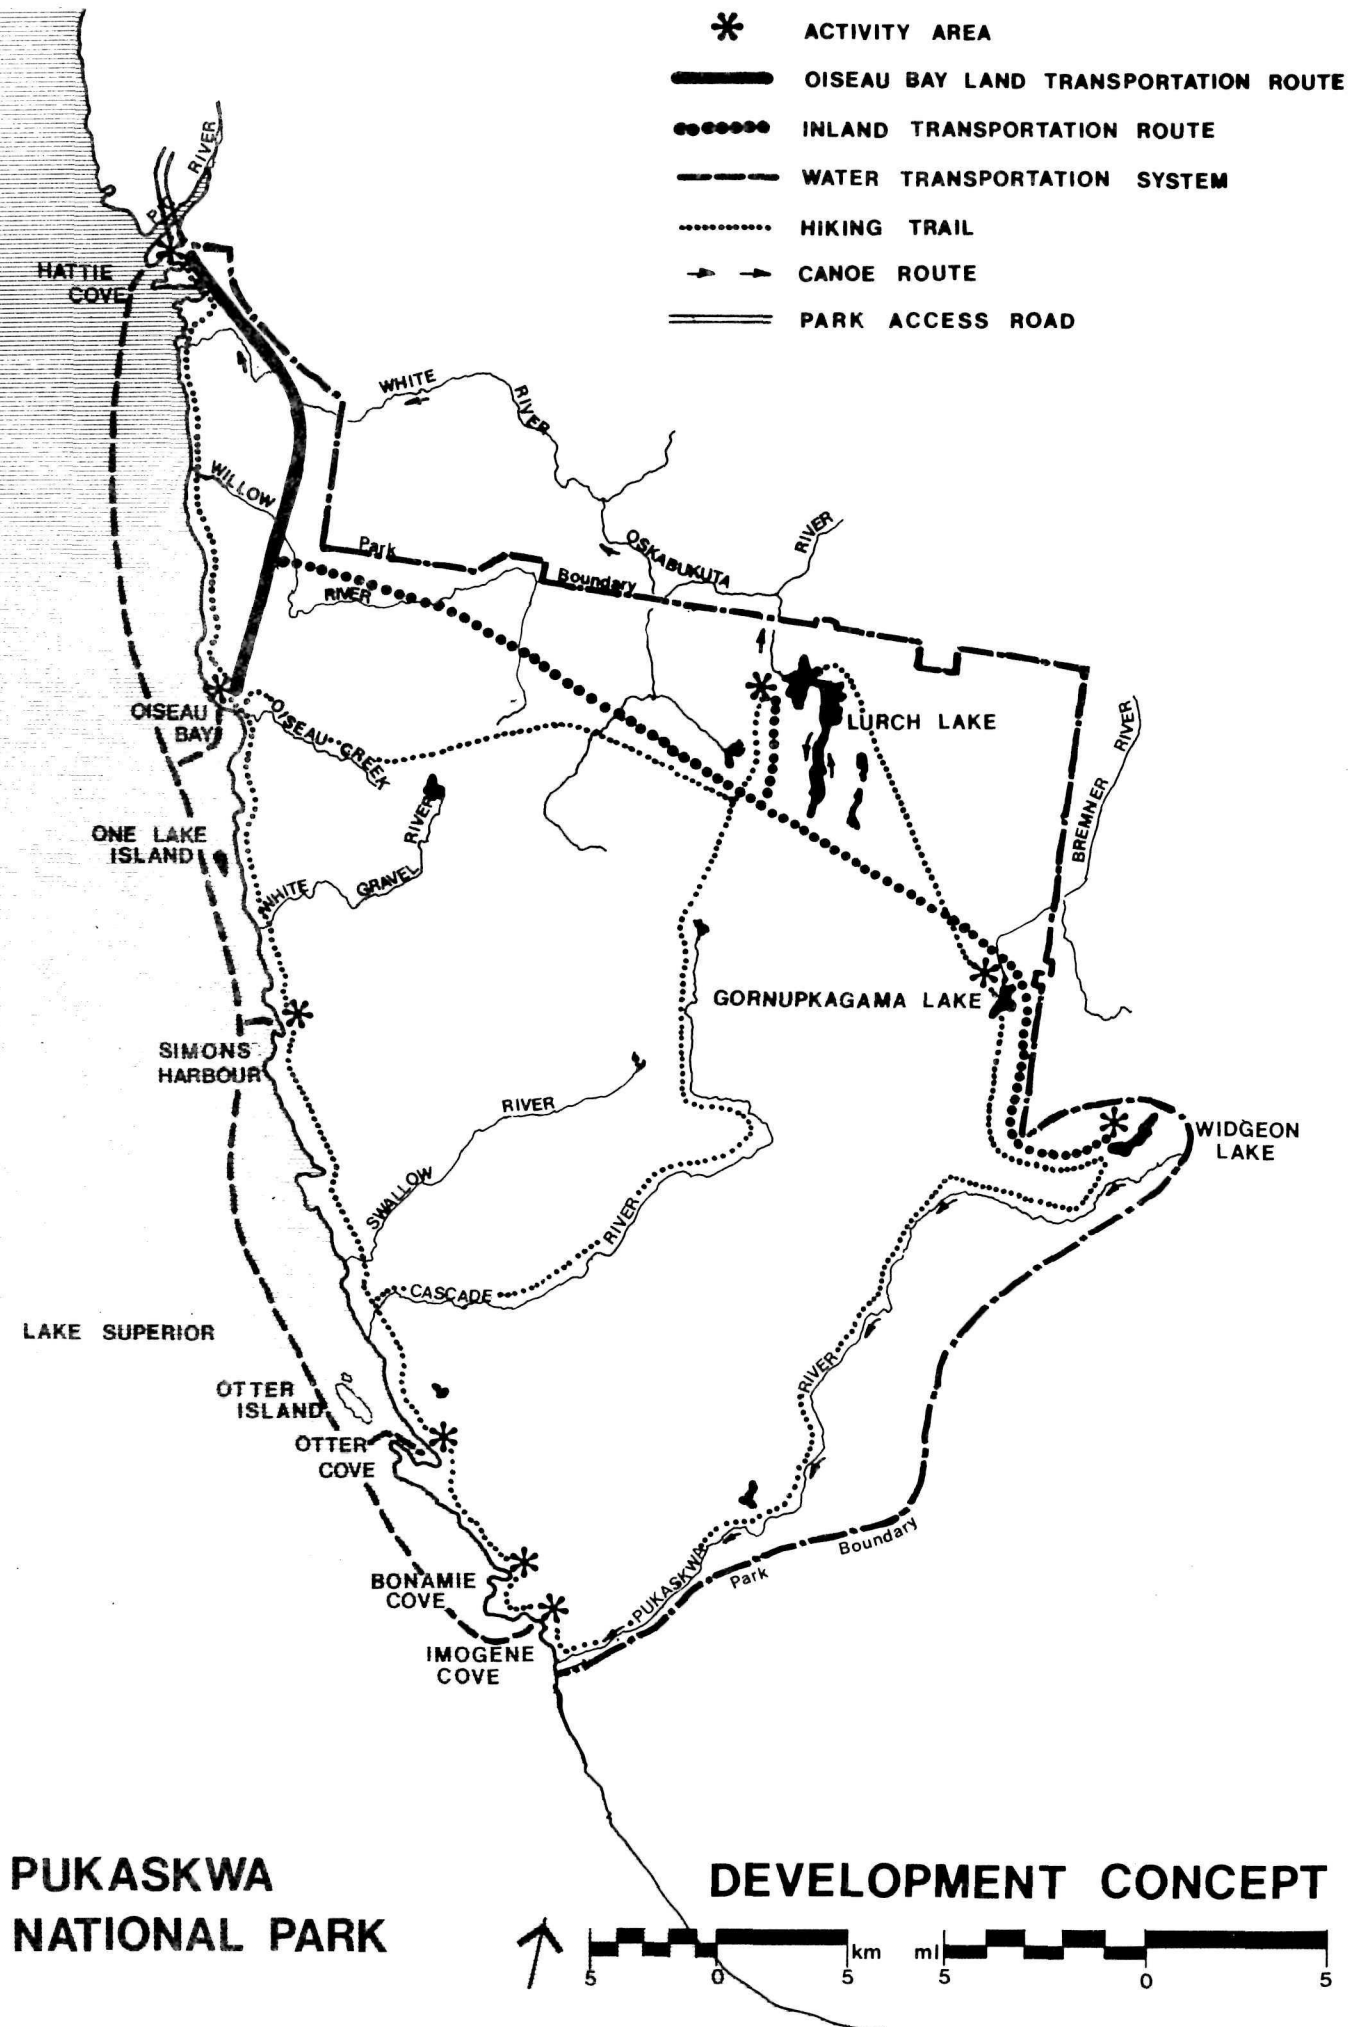 ACTIVITY AREA
OISEAU BAY LAND TRANSPORTATION ROUTE
INLAND TRANSPORTATION ROUTE
WATER TRANSPORTATION SYSTEM
HIKING TRAIL
CANOE ROUTE
PARK ACCESS ROAD
PIC RIVER
HATTIE
COVE
WHITE RIVER
WILLOW
RIVER
Park
Boundary
OSKABUKUTA
RIVER
OISEAU
BAY
OISEAU CREEK
LURCH LAKE
BREMNER RIVER
ONE LAKE
ISLAND
WHITE GRAVEL RIVER
GORNUPKAGAMA LAKE
SIMONS
HARBOUR
SWALLOW RIVER
WIDGEON
LAKE
CASCADE RIVER
LAKE SUPERIOR
OTTER
ISLAND
OTTER
COVE
RIVER
BONAMIE
COVE
PUKASKWA
Park Boundary
IMOGENE
COVE
PUKASKWA
NATIONAL PARK
DEVELOPMENT CONCEPT
km
5 0 5
ml
5 0 5